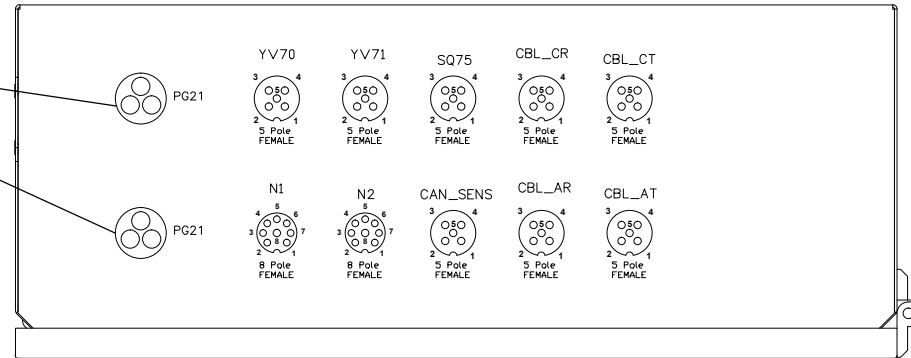 YV70 YV71 SQ75 CBL_CR CBL_CT
3 4 3 4 3 4 3 4 3 4
5 5 5 5 5
PG21
2 1 2 1 2 1 2 1 2 1
5 Pole 5 Pole 5 Pole 5 Pole 5 Pole
FEMALE FEMALE FEMALE FEMALE FEMALE
N1 N2 CAN_SENS CBL_AR CBL_AT
5 5
4 6 4 6 3 4 3 4 3 4
PG21
3 7 3 7 5 5 5
8 8
2 1 2 1 2 1 2 1 2 1
8 Pole 8 Pole 5 Pole 5 Pole 5 Pole
FEMALE FEMALE FEMALE FEMALE FEMALE